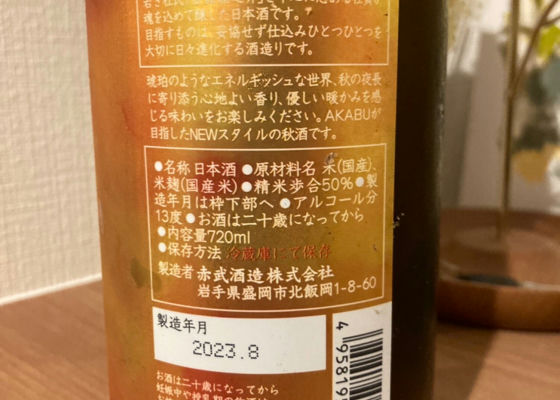 魂を込めて醸した日本酒です。
目指すものは、妥協せず仕込みひとつひとつを
大切に日々進化する酒造りです。
琥珀のようなエネルギッシュな世界、秋の夜長
に寄り添う心地よい香り、優しい暖かみを感
じる味わいをお楽しみください。AKABUが
目指したNEWスタイルの秋酒です。
●名称 日本酒 ●原材料名 米(国産)、
米麹(国産米) ●精米歩合50% ●製
造年月は枠下部へ ●アルコール分
13度 ●お酒は二十歳になってから
●内容量720ml
●保存方法 冷蔵庫にて保存
製造者 赤武酒造株式会社
岩手県盛岡市北飯岡1-8-60
製造年月
2023.8
4 95819
お酒は二十歳になってから